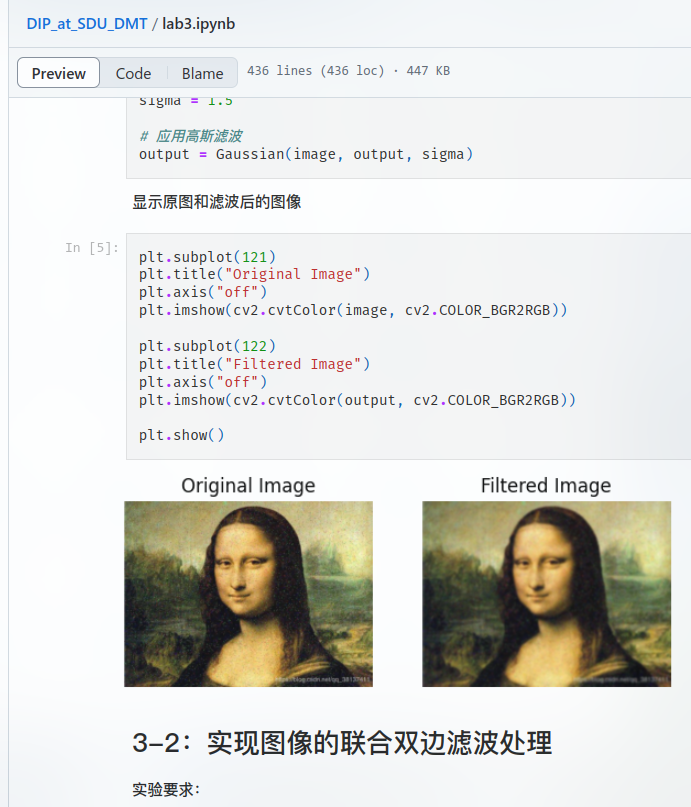 DIP_at_SDU_DMT / lab3.ipynb
Preview Code Blame 436 lines (436 loc) · 447 KB
sigma = 1.5
# 应用高斯滤波
output = Gaussian(image, output, sigma)
显示原图和滤波后的图像
In [5]:
plt.subplot(121)
plt.title("Original Image")
plt.axis("off")
plt.imshow(cv2.cvtColor(image, cv2.COLOR_BGR2RGB))
plt.subplot(122)
plt.title("Filtered Image")
plt.axis("off")
plt.imshow(cv2.cvtColor(output, cv2.COLOR_BGR2RGB))
plt.show()
Original Image Filtered Image
3-2：实现图像的联合双边滤波处理
实验要求：